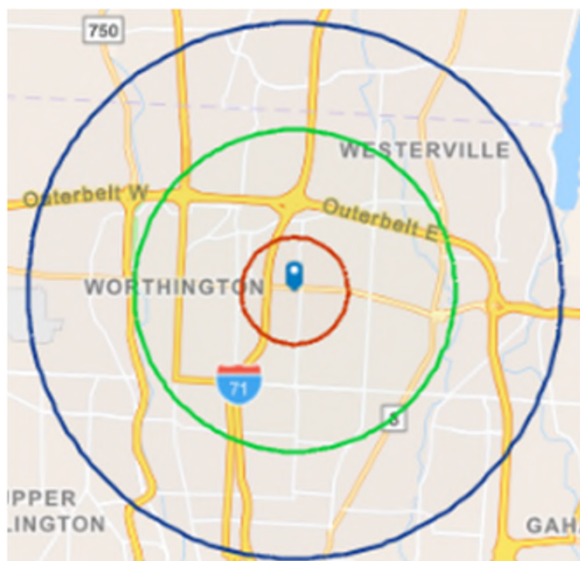 750
WESTERVILLE
Outerbelt W
Outerbelt E
WORTHINGTON
71
3
UPPER
LINGTON
GAH